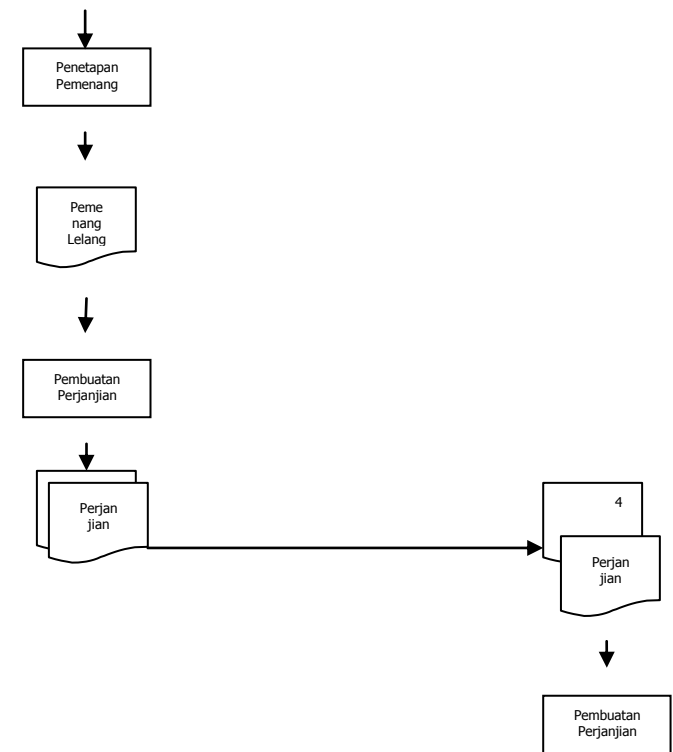 Penetapan
Pemenang
Peme
nang
Lelang
Pembuatan
Perjanjian
Perjan
jian
4
Perjan
jian
Pembuatan
Perjanjian